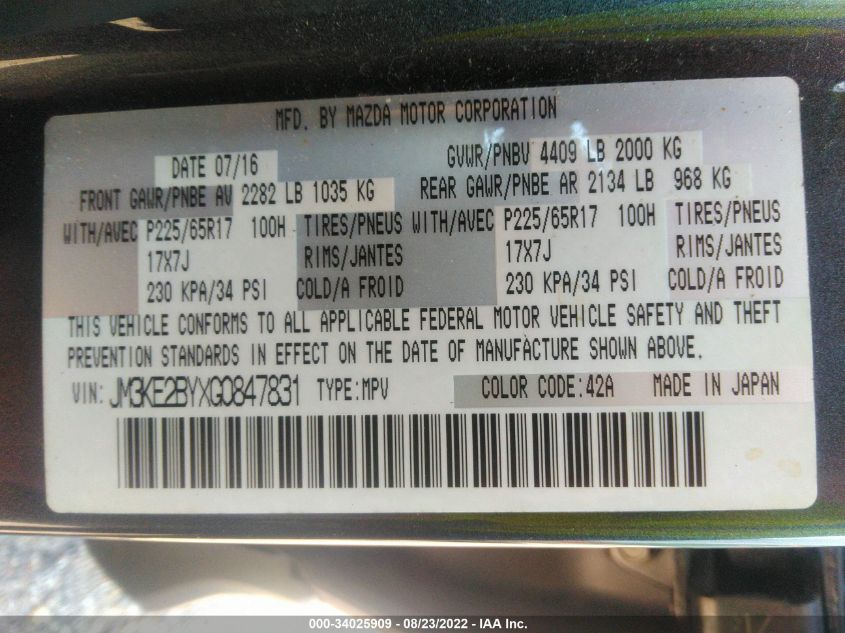 MFD. BY MAZDA MOTOR CORPORATION
DATE 07/16 GVWR/PNBV 4409 LB 2000 KG
FRONT GAWR/PNBE AV 2282 LB 1035 KG REAR GAWR/PNBE AR 2134 LB 968 KG
WITH/AVEC P225/65R17 100H TIRES/PNEUS WITH/AVEC P225/65R17 100H TIRES/PNEUS
17X7J RIMS/JANTES 17X7J RIMS/JANTES
230 KPA/34 PSI COLD/A FROID 230 KPA/34 PSI COLD/A FROID
THIS VEHICLE CONFORMS TO ALL APPLICABLE FEDERAL MOTOR VEHICLE SAFETY AND THEFT
PREVENTION STANDARDS IN EFFECT ON THE DATE OF MANUFACTURE SHOWN ABOVE.
VIN: JM3KE2BYXG0847831 TYPE:MPV COLOR CODE:42A MADE IN JAPAN
000-34025909 - 08/23/2022 - IAA Inc.